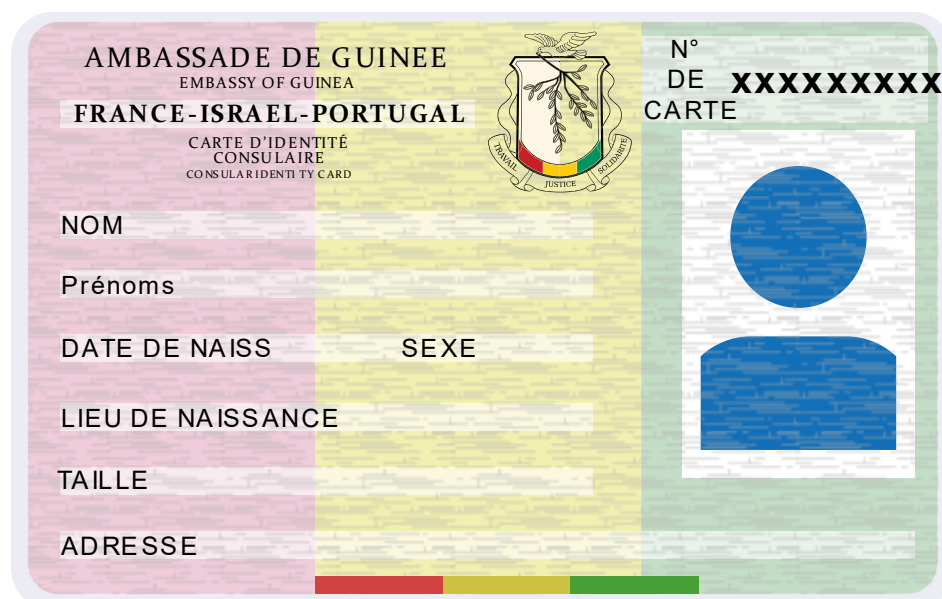 AMBASSADE DE GUINEE
EMBASSY OF GUINEA
FRANCE-ISRAEL-PORTUGAL
CARTE D'IDENTITÉ
CONSULAIRE
CONSULAR IDENTITY CARD
TRAVAIL
JUSTICE
SOLIDARITE
N°
DE
CARTE
xxxxxxxxx
NOM
Prénoms
DATE DE NAISS SEXE
LIEU DE NAISSANCE
TAILLE
ADRESSE